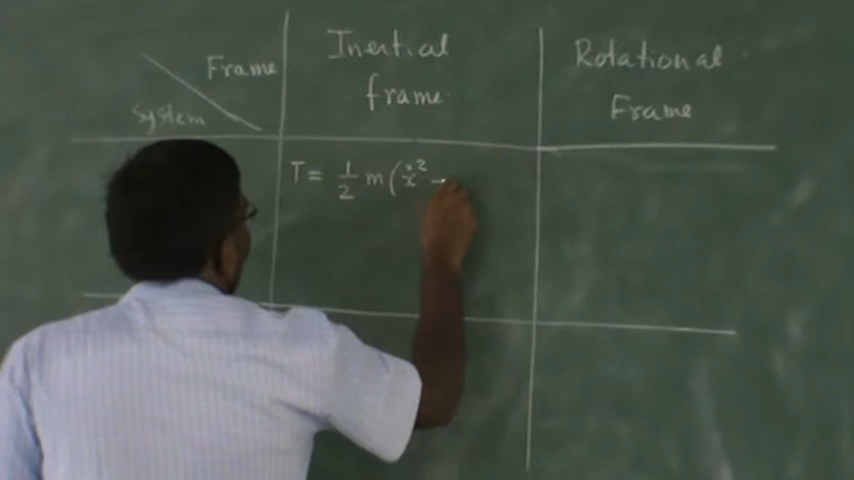 Frame
System
Inertial
frame
Rotational
Frame
T = 1/2 m(ẋ² -